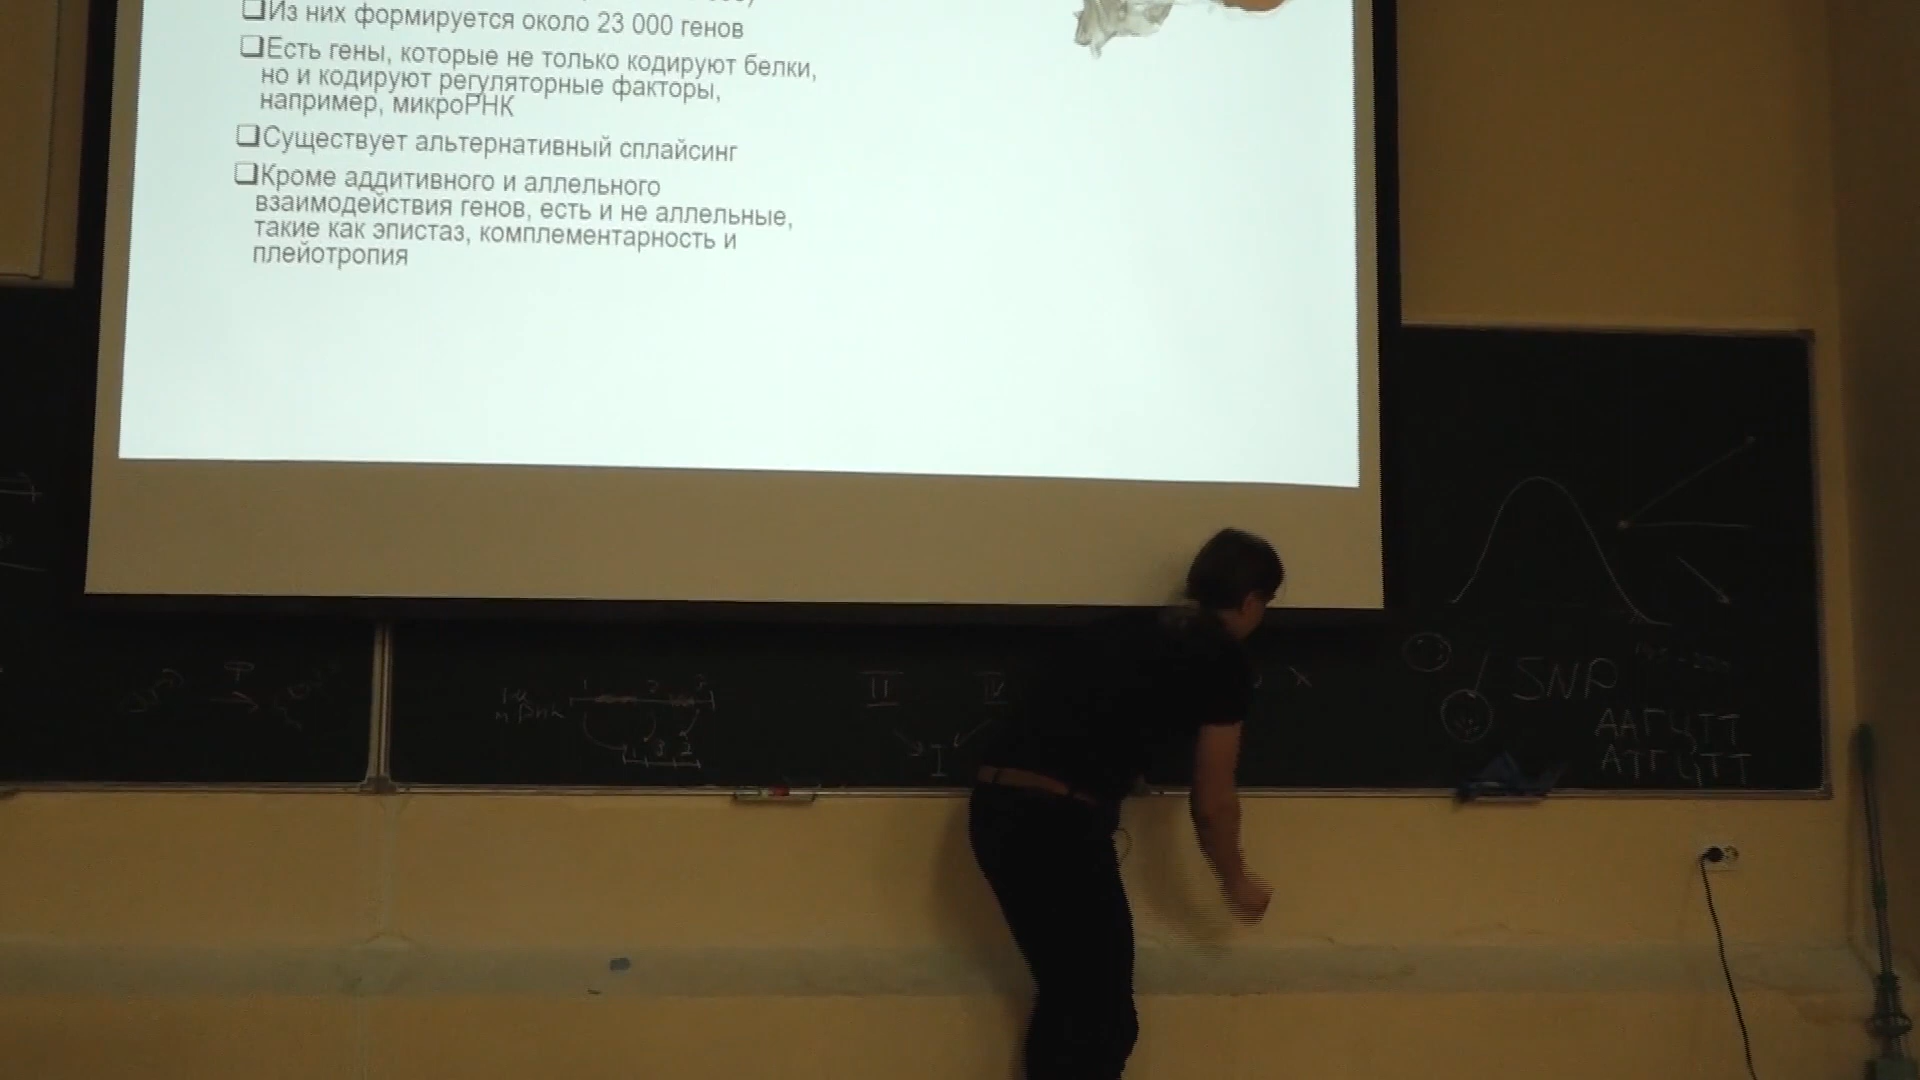 ❑Из них формируется около 23 000 генов
❑Есть гены, которые не только кодируют белки,
но и кодируют регуляторные факторы,
например, микроРНК
❑Существует альтернативный сплайсинг
❑Кроме аддитивного и аллельного
взаимодействия генов, есть и не аллельные,
такие как эпистаз, комплементарность и
плейотропия
Ф
1 2 3
мРНК
1 3 2
II IV
I
x
SNP
ААГЦТТ
АТГЦТТ